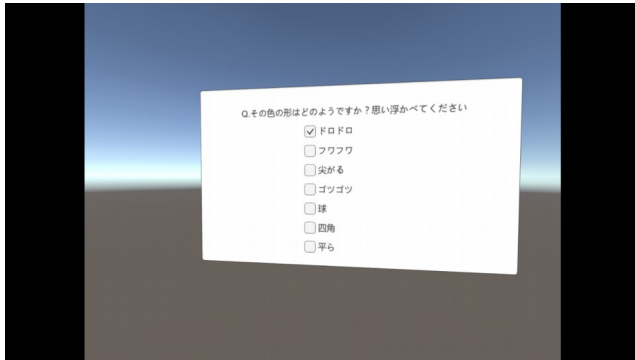 Q.その色の形はどのようですか？思い浮かべてください
ドロドロ
フワフワ
尖がる
ゴツゴツ
球
四角
平ら